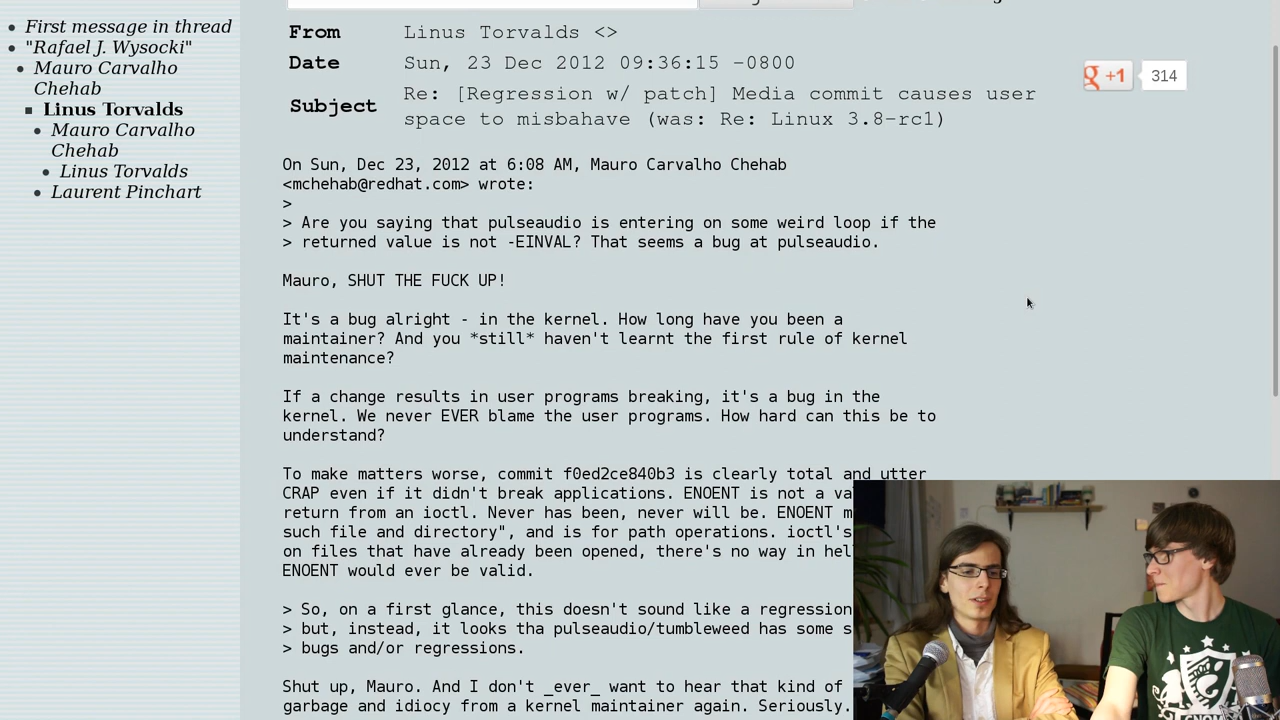 First message in thread
"Rafael J. Wysocki"
Mauro Carvalho
Chehab
Linus Torvalds
Mauro Carvalho
Chehab
Linus Torvalds
Laurent Pinchart
From Linus Torvalds <>
Date Sun, 23 Dec 2012 09:36:15 -0800
Subject Re: [Regression w/ patch] Media commit causes user
space to misbahave (was: Re: Linux 3.8-rc1)
g +1 314
On Sun, Dec 23, 2012 at 6:08 AM, Mauro Carvalho Chehab
<mchehab@redhat.com> wrote:
>
> Are you saying that pulseaudio is entering on some weird loop if the
> returned value is not -EINVAL? That seems a bug at pulseaudio.
Mauro, SHUT THE FUCK UP!
It's a bug alright - in the kernel. How long have you been a
maintainer? And you *still* haven't learnt the first rule of kernel
maintenance?
If a change results in user programs breaking, it's a bug in the
kernel. We never EVER blame the user programs. How hard can this be to
understand?
To make matters worse, commit f0ed2ce840b3 is clearly total and utter
CRAP even if it didn't break applications. ENOENT is not a va
return from an ioctl. Never has been, never will be. ENOENT m
such file and directory", and is for path operations. ioctl's
on files that have already been opened, there's no way in hel
ENOENT would ever be valid.
> So, on a first glance, this doesn't sound like a regression
> but, instead, it looks tha pulseaudio/tumbleweed has some s
> bugs and/or regressions.
Shut up, Mauro. And I don't _ever_ want to hear that kind of
garbage and idiocy from a kernel maintainer again. Seriously.